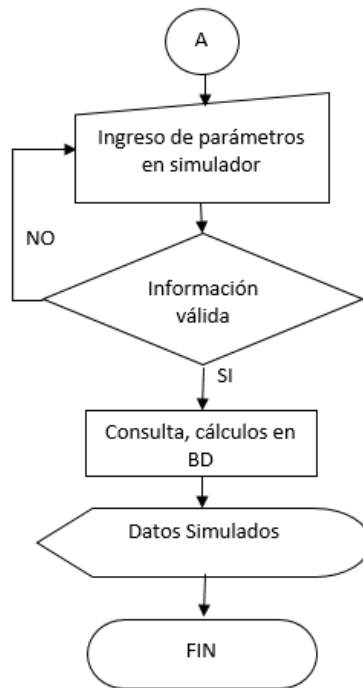 A
Ingreso de parámetros
en simulador
NO
Información
válida
SI
Consulta, cálculos en
BD
Datos Simulados
FIN